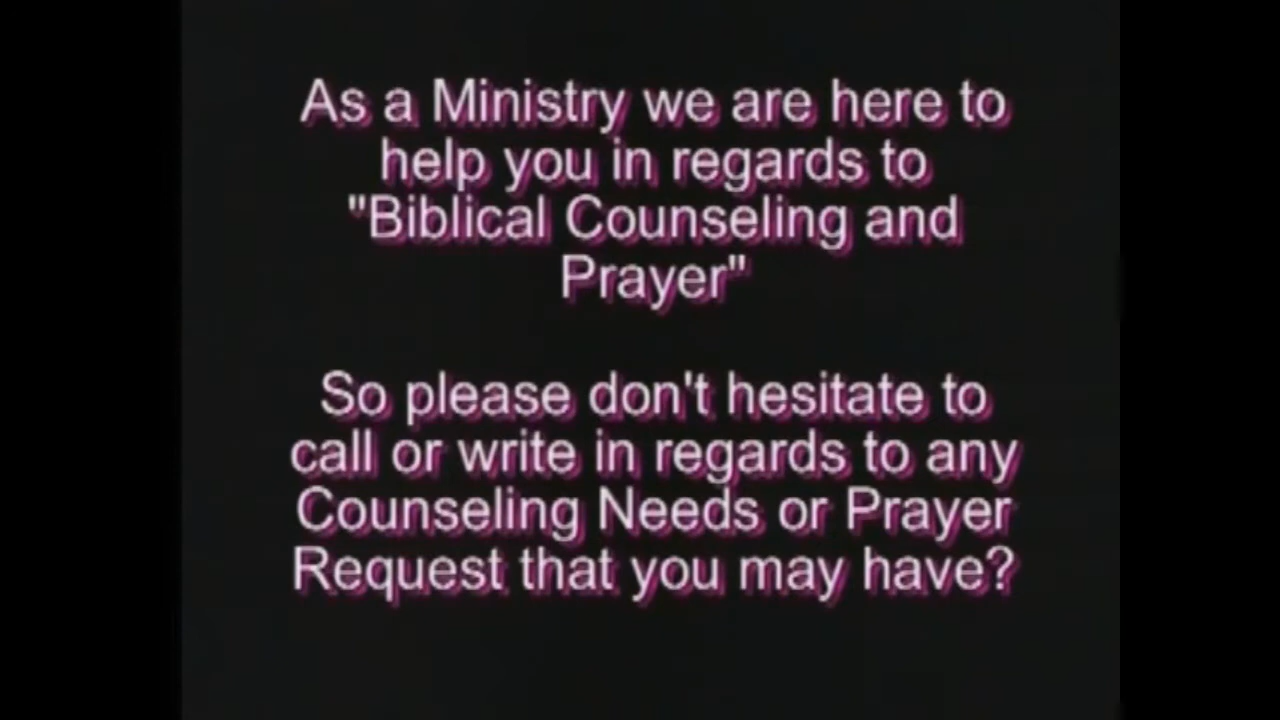 As a Ministry we are here to
help you in regards to
"Biblical Counseling and
Prayer"
So please don't hesitate to
call or write in regards to any
Counseling Needs or Prayer
Request that you may have?